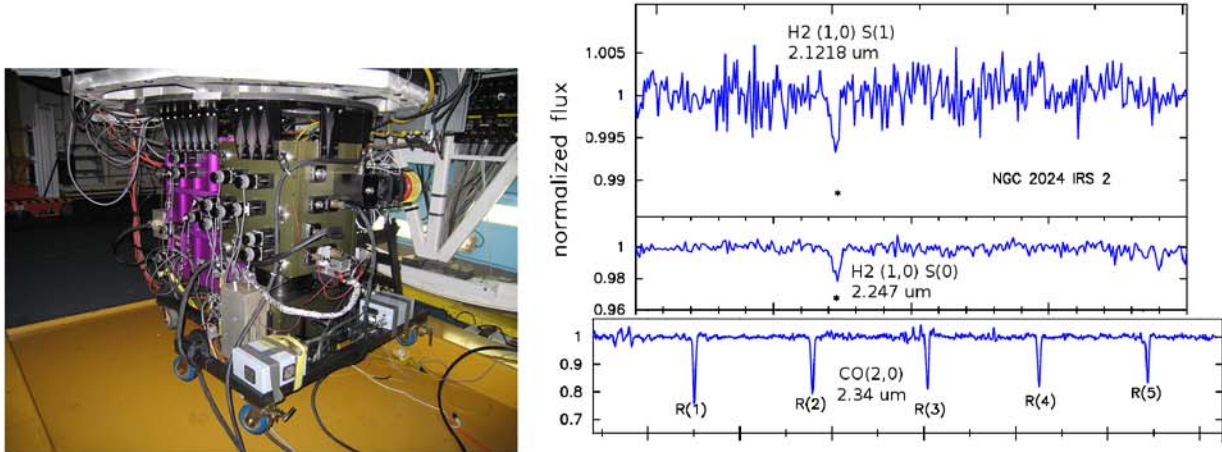 H2 (1,0) S(1)
2.1218 um
1.005
1
0.995
0.99
normalized flux
NGC 2024 IRS 2
*
1
0.98
0.96
H2 (1,0) S(0)
2.247 um
*
1
0.9
0.8
0.7
CO(2,0)
2.34 um
R(1)
R(2)
R(3)
R(4)
R(5)